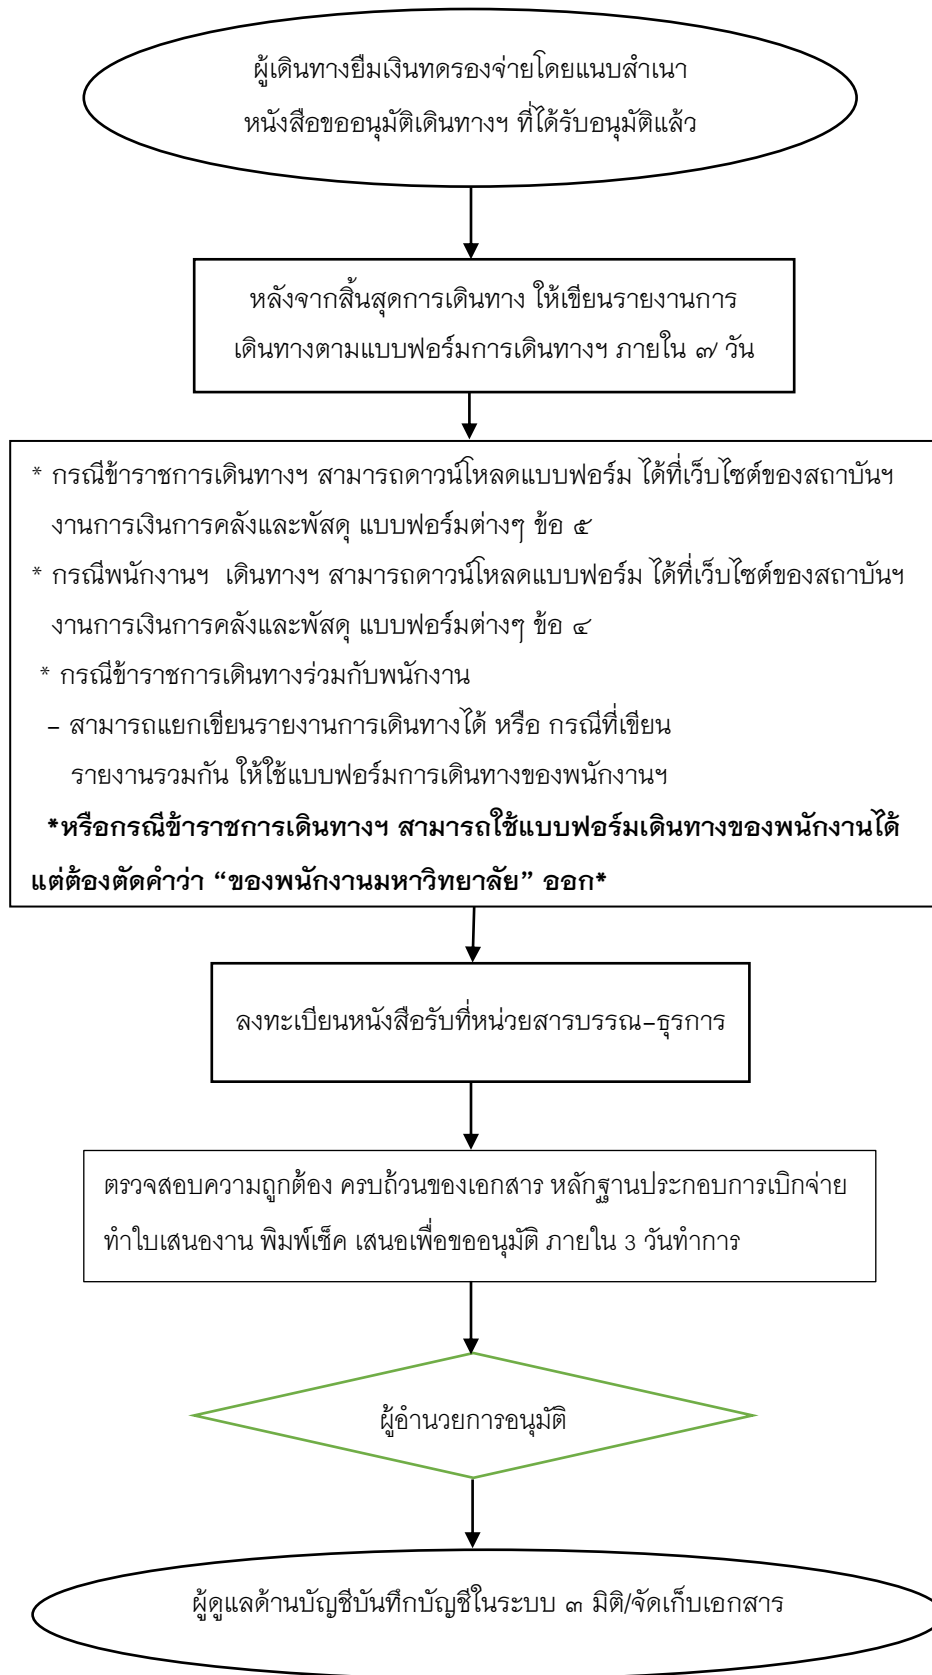 ผู้เดินทางยืมเงินทดรองจ่ายโดยแนบสำเนา
หนังสือขออนุมัติเดินทางฯ ที่ได้รับอนุมัติแล้ว
หลังจากสิ้นสุดการเดินทาง ให้เขียนรายงานการ
เดินทางตามแบบฟอร์มการเดินทางฯ ภายใน ๗ วัน
* กรณีข้าราชการเดินทางฯ สามารถดาวน์โหลดแบบฟอร์ม ได้ที่เว็บไซต์ของสถาบันฯ
งานการเงินการคลังและพัสดุ แบบฟอร์มต่างๆ ข้อ ๕
* กรณีพนักงานฯ เดินทางฯ สามารถดาวน์โหลดแบบฟอร์ม ได้ที่เว็บไซต์ของสถาบันฯ
งานการเงินการคลังและพัสดุ แบบฟอร์มต่างๆ ข้อ ๔
* กรณีข้าราชการเดินทางร่วมกับพนักงาน
– สามารถแยกเขียนรายงานการเดินทางได้ หรือ กรณีที่เขียน
รายงานรวมกัน ให้ใช้แบบฟอร์มการเดินทางของพนักงานฯ
*หรือกรณีข้าราชการเดินทางฯ สามารถใช้แบบฟอร์มเดินทางของพนักงานได้
แต่ต้องตัดคำว่า “ของพนักงานมหาวิทยาลัย” ออก*
ลงทะเบียนหนังสือรับที่หน่วยสารบรรณ–ธุรการ
ตรวจสอบความถูกต้อง ครบถ้วนของเอกสาร หลักฐานประกอบการเบิกจ่าย
ทำใบเสนองาน พิมพ์เช็ค เสนอเพื่อขออนุมัติ ภายใน 3 วันทำการ
ผู้อำนวยการอนุมัติ
ผู้ดูแลด้านบัญชีบันทึกบัญชีในระบบ ๓ มิติ/จัดเก็บเอกสาร